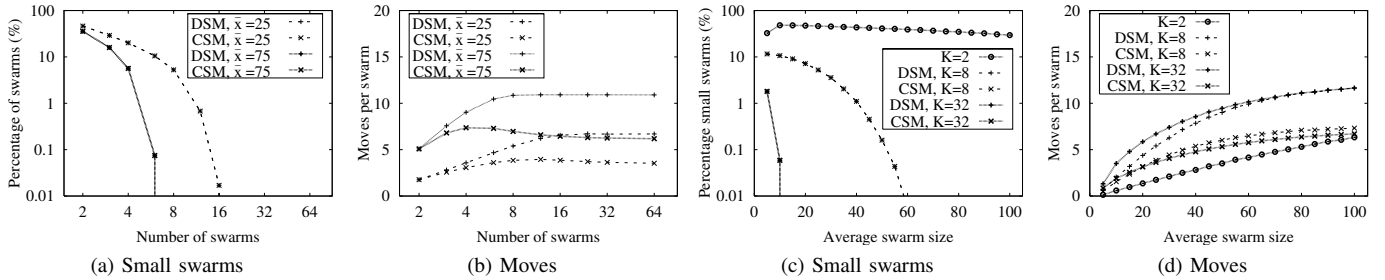 Percentage of swarms (%)
100
10
1
0.1
0.01
2 4 8 16 32 64
Number of swarms
DSM, x̄=25
CSM, x̄=25
DSM, x̄=75
CSM, x̄=75
(a) Small swarms
Moves per swarm
20
15
10
5
0
2 4 8 16 32 64
Number of swarms
DSM, x̄=25
CSM, x̄=25
DSM, x̄=75
CSM, x̄=75
(b) Moves
Percentage small swarms (%)
100
10
1
0.1
0.01
0 20 40 60 80 100
Average swarm size
K=2
DSM, K=8
CSM, K=8
DSM, K=32
CSM, K=32
(c) Small swarms
Moves per swarm
20
15
10
5
0
0 20 40 60 80 100
Average swarm size
K=2
DSM, K=8
CSM, K=8
DSM, K=32
CSM, K=32
(d) Moves